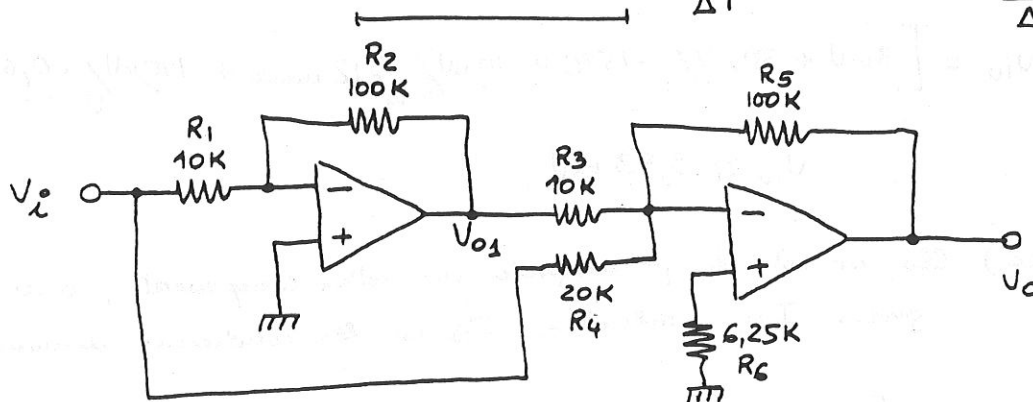 Δ
R2
100K
R5
100K
R1
10K
R3
10K
Vi
−
+
Vo1
−
+
20K
R4
6,25K
R6
Vo